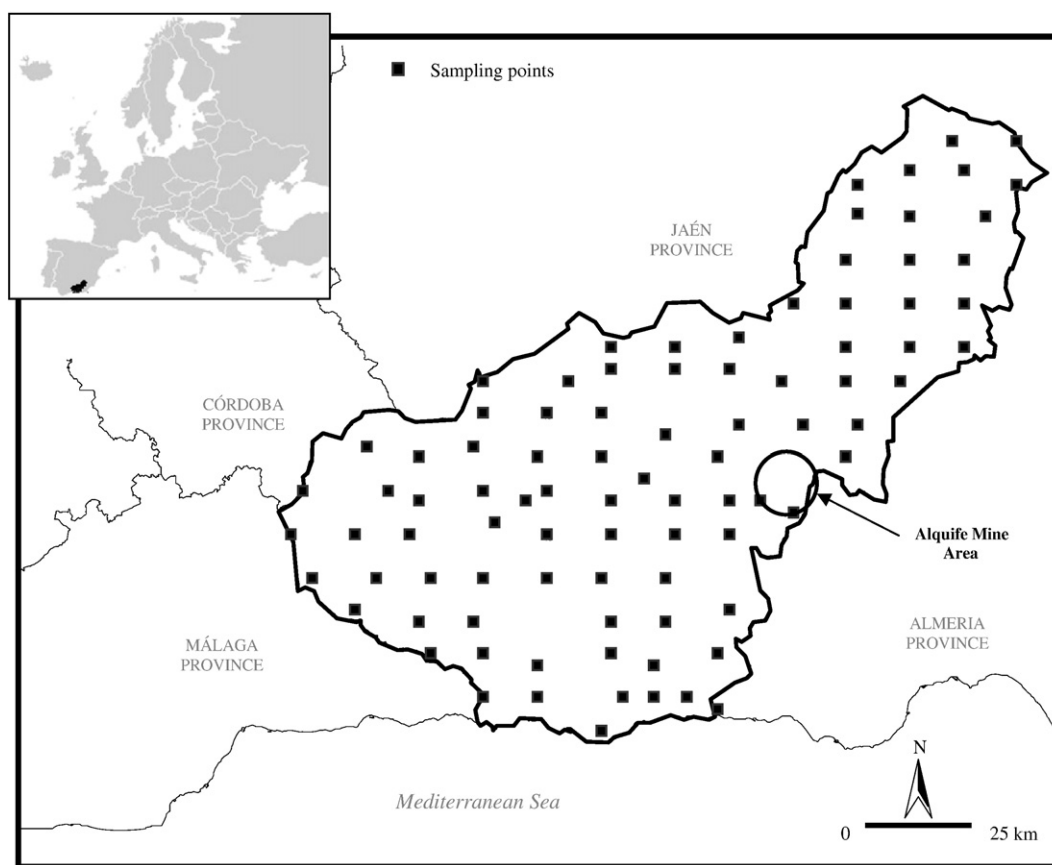 Sampling points
JAÉN
PROVINCE
CÓRDOBA
PROVINCE
Alquife Mine
Area
MÁLAGA
PROVINCE
ALMERIA
PROVINCE
N
Mediterranean Sea
0 25 km